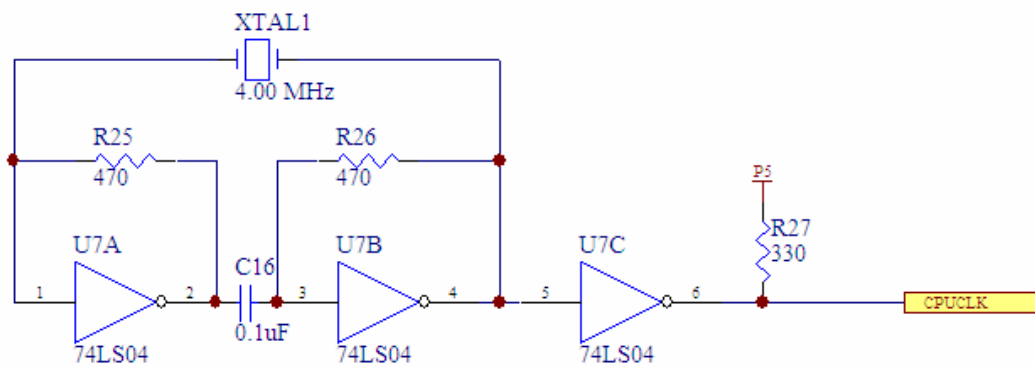 XTAL1
4.00 MHz
R25
470
R26
470
P5
R27
330
U7A
1
2
74LS04
C16
0.1uF
U7B
3
4
74LS04
U7C
5
6
74LS04
CPUCLK